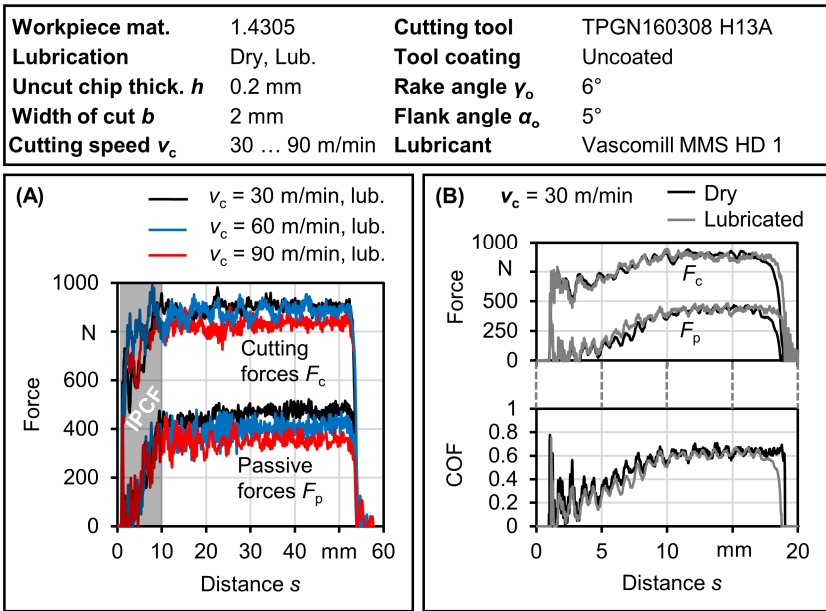 Workpiece mat. 1.4305 Cutting tool TPGN160308 H13A
Lubrication Dry, Lub. Tool coating Uncoated
Uncut chip thick. h 0.2 mm Rake angle γo 6°
Width of cut b 2 mm Flank angle αo 5°
Cutting speed vc 30 … 90 m/min Lubricant Vascomill MMS HD 1
(A)
vc = 30 m/min, lub.
vc = 60 m/min, lub.
vc = 90 m/min, lub.
1000
N
600
400
200
0
Force
IPCF
Cutting
forces Fc
Passive
forces Fp
0 10 20 30 40 mm 60
Distance s
(B) vc = 30 m/min
Dry
Lubricated
1000
N
500
250
0
Force
Fc
Fp
1
0.8
0.6
0.4
0.2
0
COF
0 5 10 mm 20
Distance s